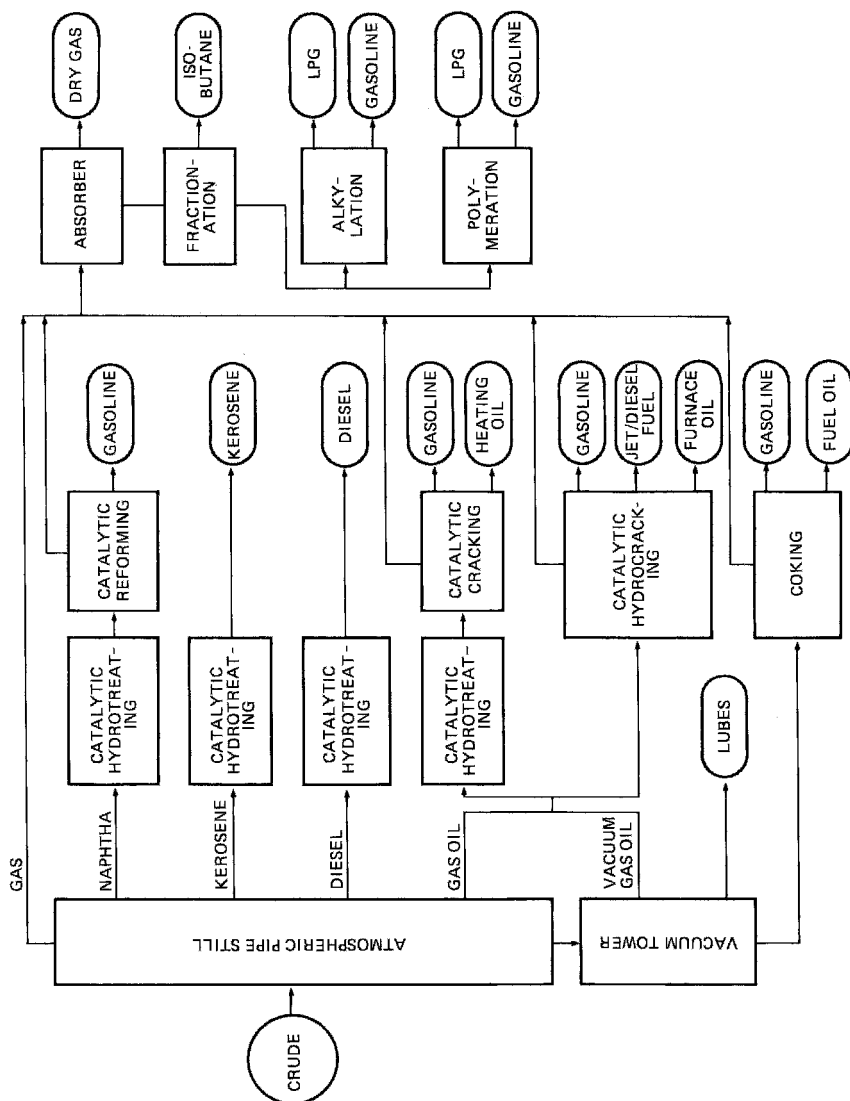 CRUDE
ATMOSPHERIC PIPE STILL
VACUUM TOWER
GAS
NAPHTHA
KEROSENE
DIESEL
GAS OIL
VACUUM
GAS OIL
CATALYTIC
HYDROTREAT-
ING
CATALYTIC
REFORMING
GASOLINE
CATALYTIC
HYDROTREAT-
ING
KEROSENE
CATALYTIC
HYDROTREAT-
ING
DIESEL
CATALYTIC
HYDROTREAT-
ING
CATALYTIC
CRACKING
GASOLINE
HEATING
OIL
CATALYTIC
HYDROCRACK-
ING
GASOLINE
JET/DIESEL
FUEL
FURNACE
OIL
LUBES
COKING
GASOLINE
FUEL OIL
ABSORBER
DRY GAS
FRACTION-
ATION
ISO-
BUTANE
ALKY-
LATION
LPG
GASOLINE
POLY-
MERATION
LPG
GASOLINE